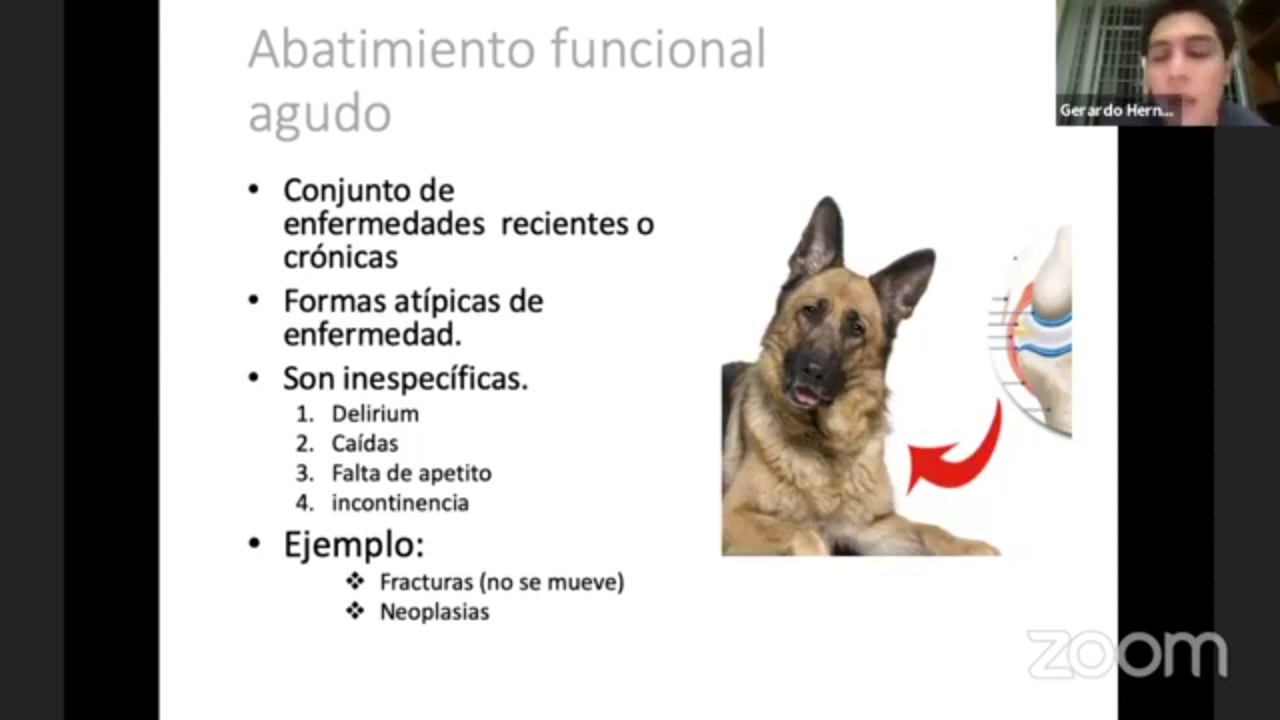 Abatimiento funcional
agudo
Gerardo Hern...
• Conjunto de
enfermedades recientes o
crónicas
• Formas atípicas de
enfermedad.
• Son inespecíficas.
1. Delirium
2. Caídas
3. Falta de apetito
4. incontinencia
• Ejemplo:
❖ Fracturas (no se mueve)
❖ Neoplasias
zoom